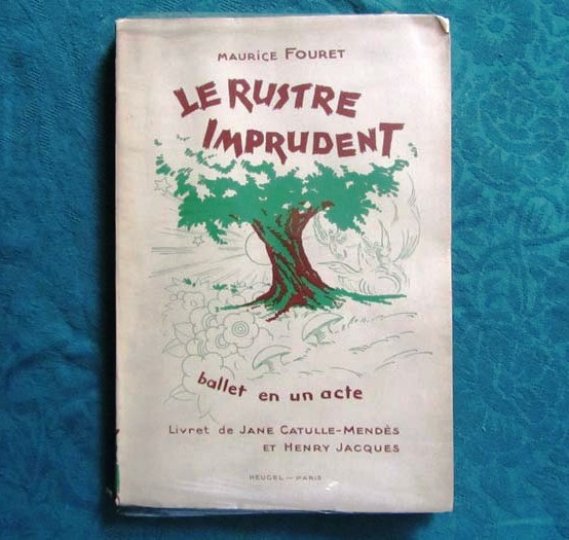 MAURICE FOURET
LE RUSTRE
IMPRUDENT
ballet en un acte
Livret de JANE CATULLE-MENDÈS
ET HENRY JACQUES
HEUGEL — PARIS